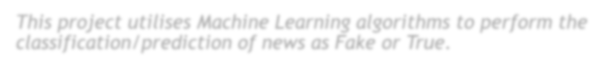 This project utilises Machine Learning algorithms to perform the
classification/prediction of news as Fake or True.